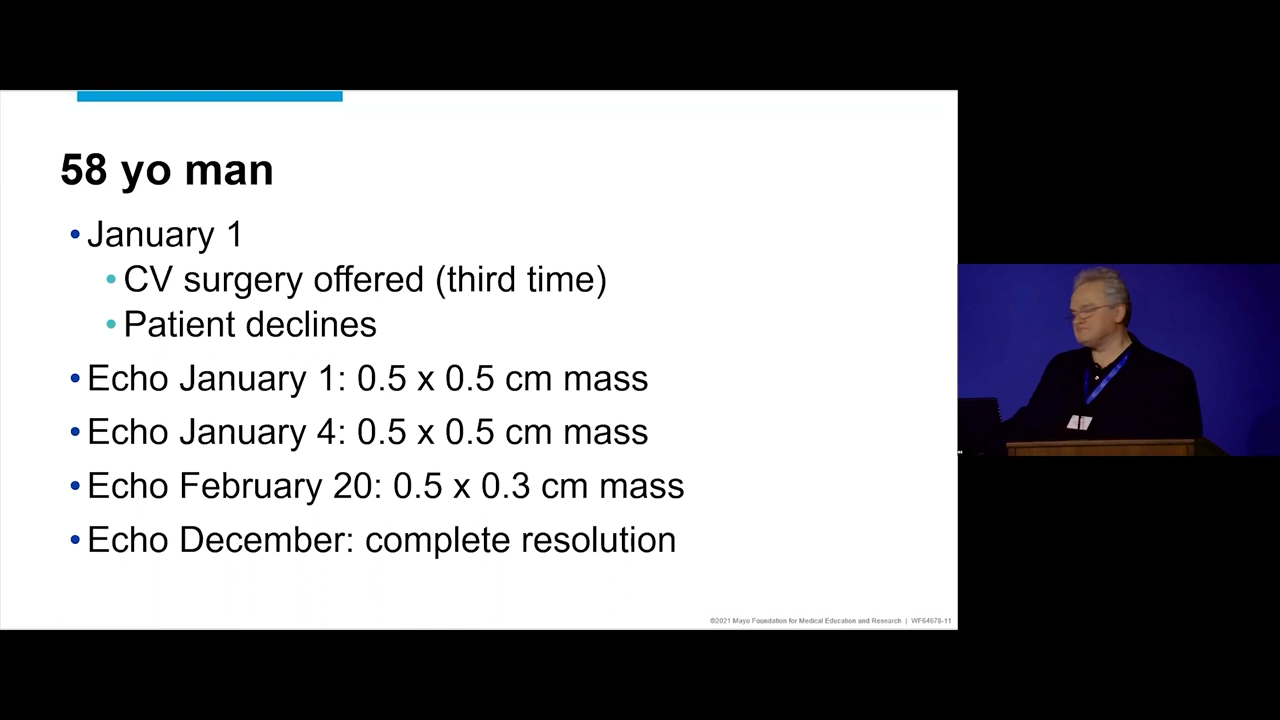 58 yo man
• January 1
• CV surgery offered (third time)
• Patient declines
• Echo January 1: 0.5 x 0.5 cm mass
• Echo January 4: 0.5 x 0.5 cm mass
• Echo February 20: 0.5 x 0.3 cm mass
• Echo December: complete resolution
©2021 Mayo Foundation for Medical Education and Research | WF64678-11